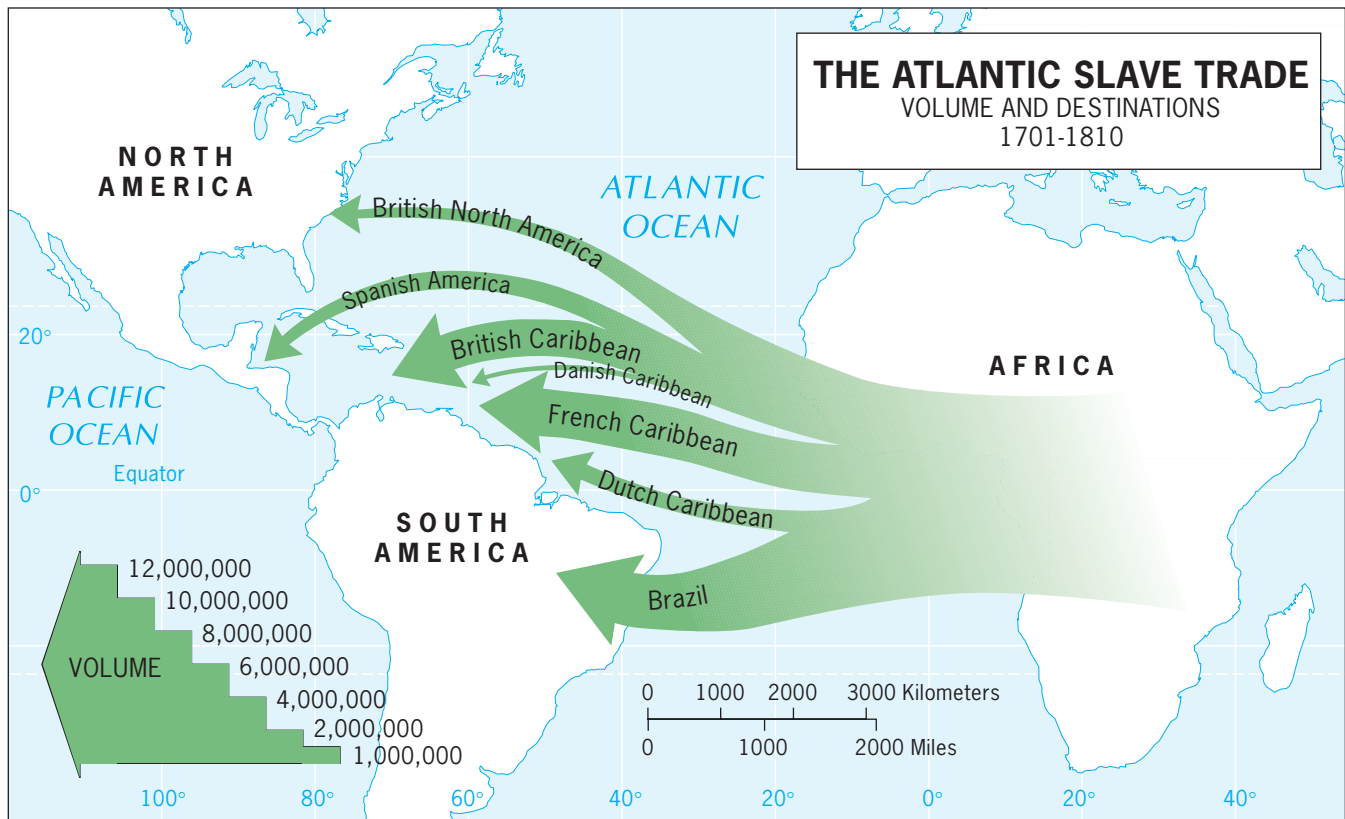 THE ATLANTIC SLAVE TRADE
VOLUME AND DESTINATIONS
1701-1810
NORTH
AMERICA
ATLANTIC
OCEAN
British North America
Spanish America
British Caribbean
Danish Caribbean
French Caribbean
Dutch Caribbean
Brazil
AFRICA
20°
PACIFIC
OCEAN
Equator
0°
SOUTH
AMERICA
12,000,000
10,000,000
8,000,000
VOLUME
6,000,000
4,000,000
2,000,000
1,000,000
0 1000 2000 3000 Kilometers
0 1000 2000 Miles
100° 80° 60° 40° 20° 0° 20° 40°